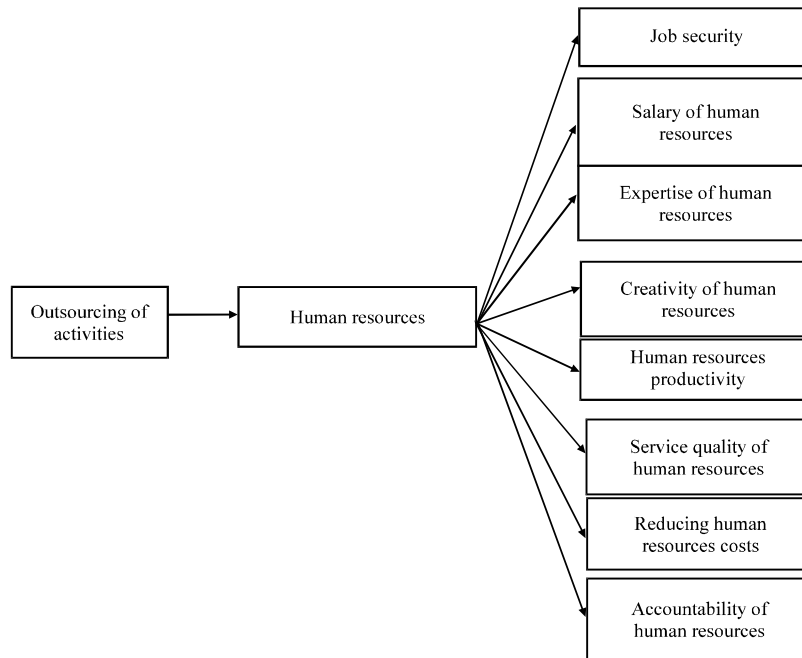 Job security
Salary of human
resources
Expertise of human
resources
Outsourcing of
activities
Human resources
Creativity of human
resources
Human resources
productivity
Service quality of
human resources
Reducing human
resources costs
Accountability of
human resources